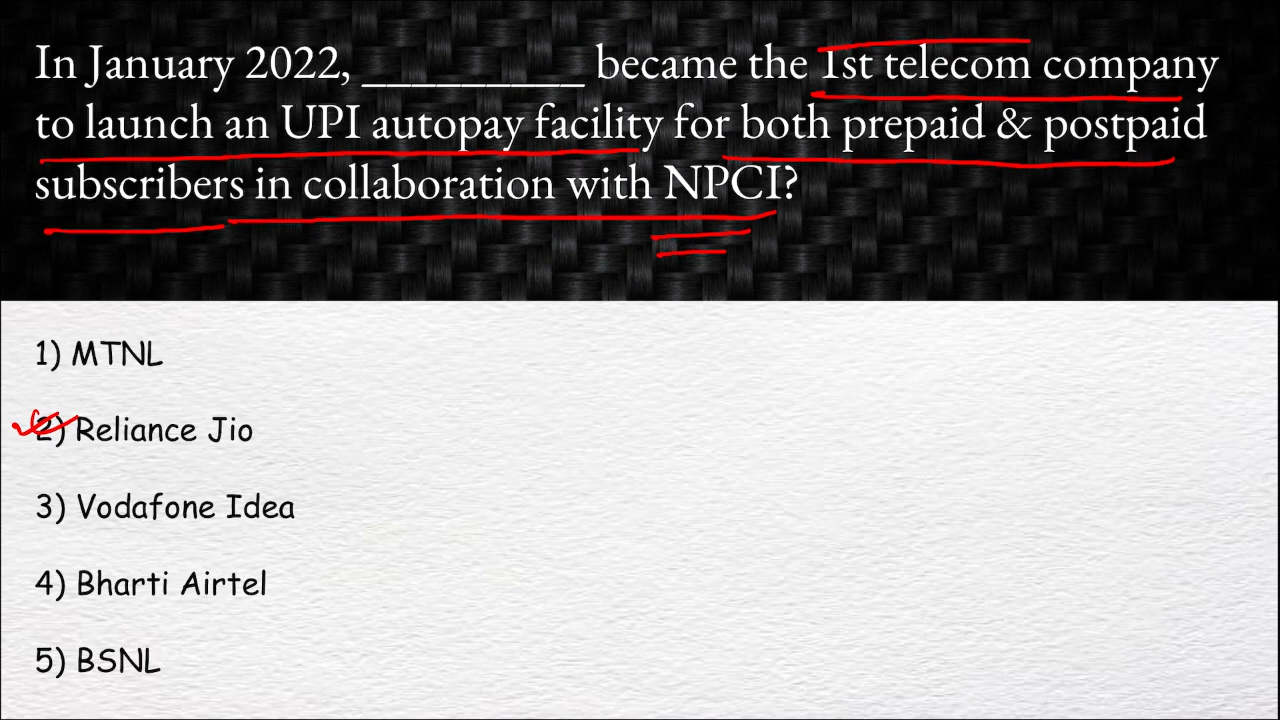 In January 2022, _________ became the 1st telecom company
to launch an UPI autopay facility for both prepaid & postpaid
subscribers in collaboration with NPCI?
1) MTNL
2) Reliance Jio
3) Vodafone Idea
4) Bharti Airtel
5) BSNL